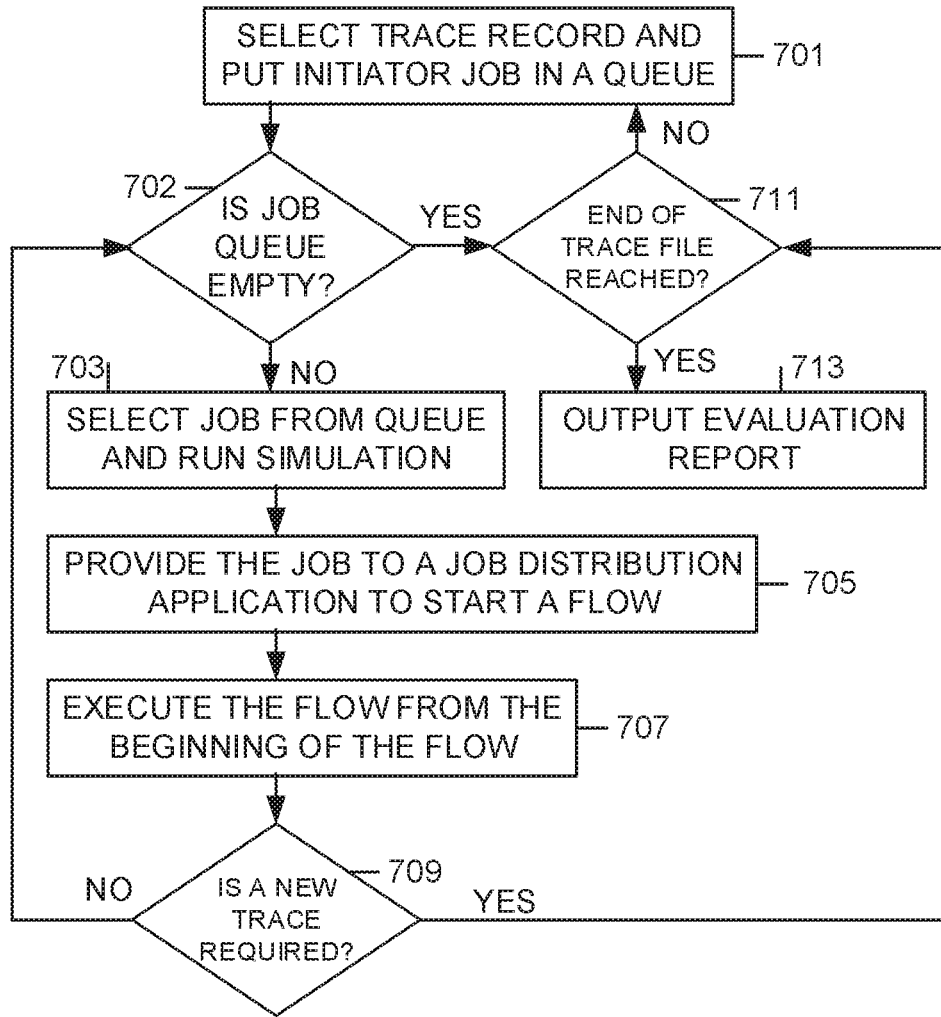 SELECT TRACE RECORD AND
PUT INITIATOR JOB IN A QUEUE
701
NO
702
IS JOB
QUEUE
EMPTY?
YES
711
END OF
TRACE FILE
REACHED?
703
NO
YES
713
SELECT JOB FROM QUEUE
AND RUN SIMULATION
OUTPUT EVALUATION
REPORT
PROVIDE THE JOB TO A JOB DISTRIBUTION
APPLICATION TO START A FLOW
705
EXECUTE THE FLOW FROM THE
BEGINNING OF THE FLOW
707
709
NO
IS A NEW
TRACE
REQUIRED?
YES